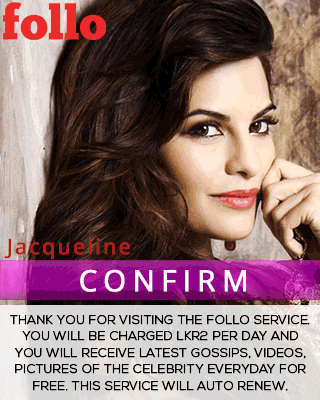 follo
Jacqueline
CONFIRM
THANK YOU FOR VISITING THE FOLLO SERVICE.
YOU WILL BE CHARGED LKR2 PER DAY AND
YOU WILL RECEIVE LATEST GOSSIPS, VIDEOS,
PICTURES OF THE CELEBRITY EVERYDAY FOR
FREE. THIS SERVICE WILL AUTO RENEW.